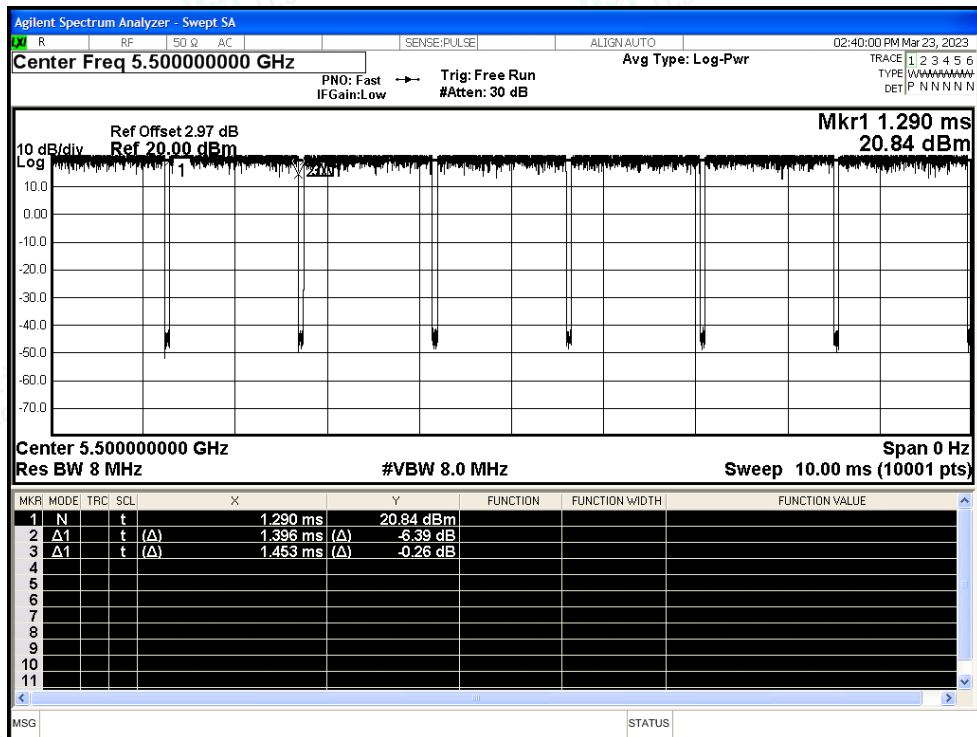 Agilent Spectrum Analyzer - Swept SA
LXI R RF 50 Ω AC SENSE:PULSE ALIGN AUTO 02:40:00 PM Mar 23, 2023
Center Freq 5.500000000 GHz
PNO: Fast
IFGain:Low
Trig: Free Run
#Atten: 30 dB
Avg Type: Log-Pwr
TRACE 1 2 3 4 5 6
TYPE WWWWWW
DET P N N N N N
Mkr1 1.290 ms
20.84 dBm
Ref Offset 2.97 dB
10 dB/div Ref 20.00 dBm
Log
1
10.0
0.00
-10.0
-20.0
-30.0
-40.0
-50.0
-60.0
-70.0
Center 5.500000000 GHz Span 0 Hz
Res BW 8 MHz #VBW 8.0 MHz Sweep 10.00 ms (10001 pts)
MKR MODE TRC SCL X Y FUNCTION FUNCTION WIDTH FUNCTION VALUE
1 N t 1.290 ms 20.84 dBm
2 Δ1 t (Δ) 1.396 ms (Δ) -6.39 dB
3 Δ1 t (Δ) 1.453 ms (Δ) -0.26 dB
4
5
6
7
8
9
10
11
MSG STATUS